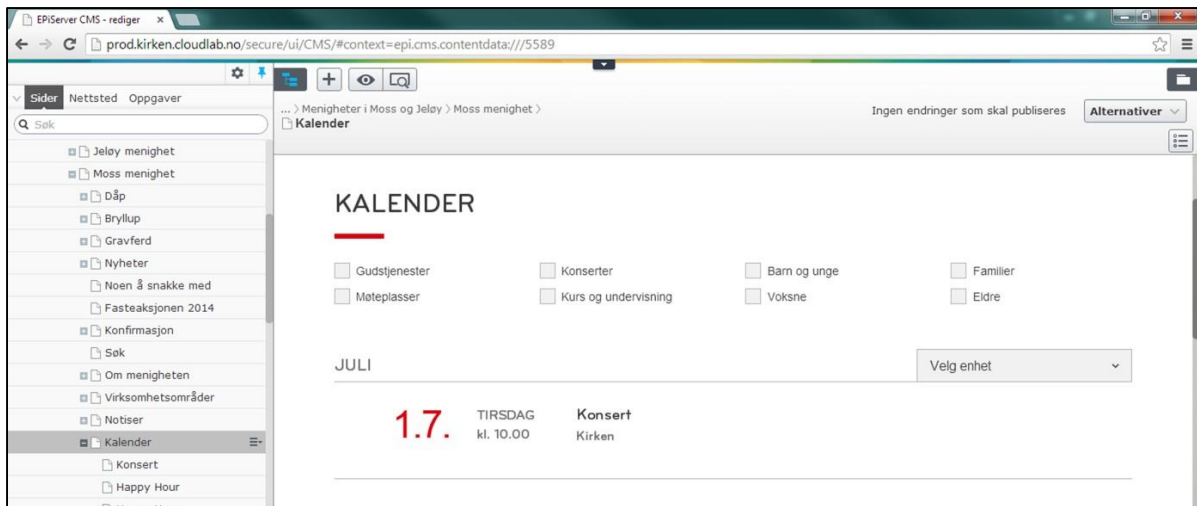 EPiServer CMS - rediger
prod.kirken.cloudlab.no/secure/ui/CMS/#context=epi.cms.contentdata:///5589
Sider Nettsted Oppgaver
Søk
Jeløy menighet
Moss menighet
Dåp
Bryllup
Gravferd
Nyheter
Noen å snakke med
Fasteaksjonen 2014
Konfirmasjon
Søk
Om menigheten
Virksomhetsområder
Notiser
Kalender
Konsert
Happy Hour
... > Menigheter i Moss og Jeløy > Moss menighet >
Kalender
Ingen endringer som skal publiseres
Alternativer
KALENDER
Gudstjenester Konserter Barn og unge Familier
Møteplasser Kurs og undervisning Voksne Eldre
JULI Velg enhet
1.7. TIRSDAG Konsert
kl. 10.00 Kirken